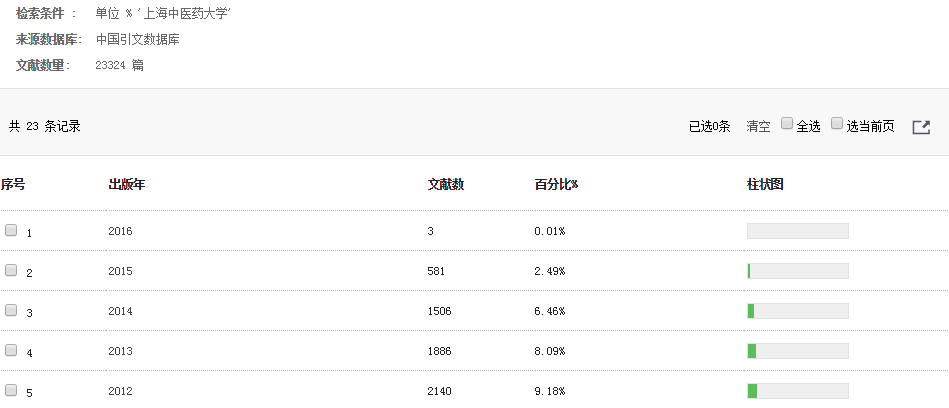 检索条件 : 单位 % '上海中医药大学'
来源数据库: 中国引文数据库
文献数量: 23324 篇
共 23 条记录 已选0条 清空 全选 选当前页
序号 出版年 文献数 百分比% 柱状图
1 2016 3 0.01%
2 2015 581 2.49%
3 2014 1506 6.46%
4 2013 1886 8.09%
5 2012 2140 9.18%